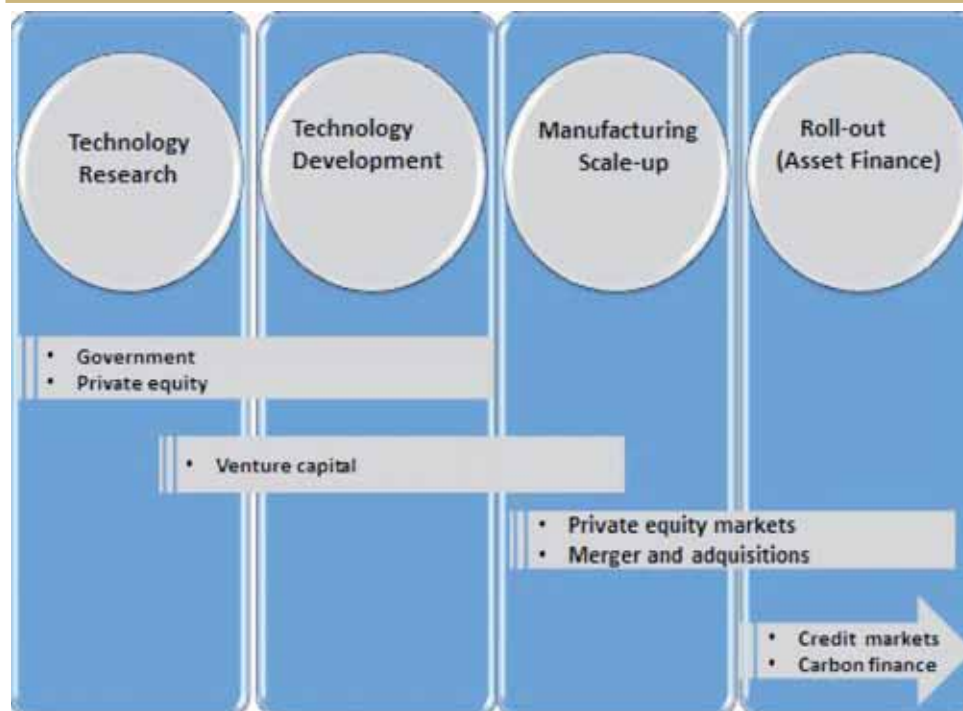 Technology
Research
Technology
Development
Manufacturing
Scale-up
Roll-out
(Asset Finance)
• Government
• Private equity
• Venture capital
• Private equity markets
• Merger and adquisitions
• Credit markets
• Carbon finance